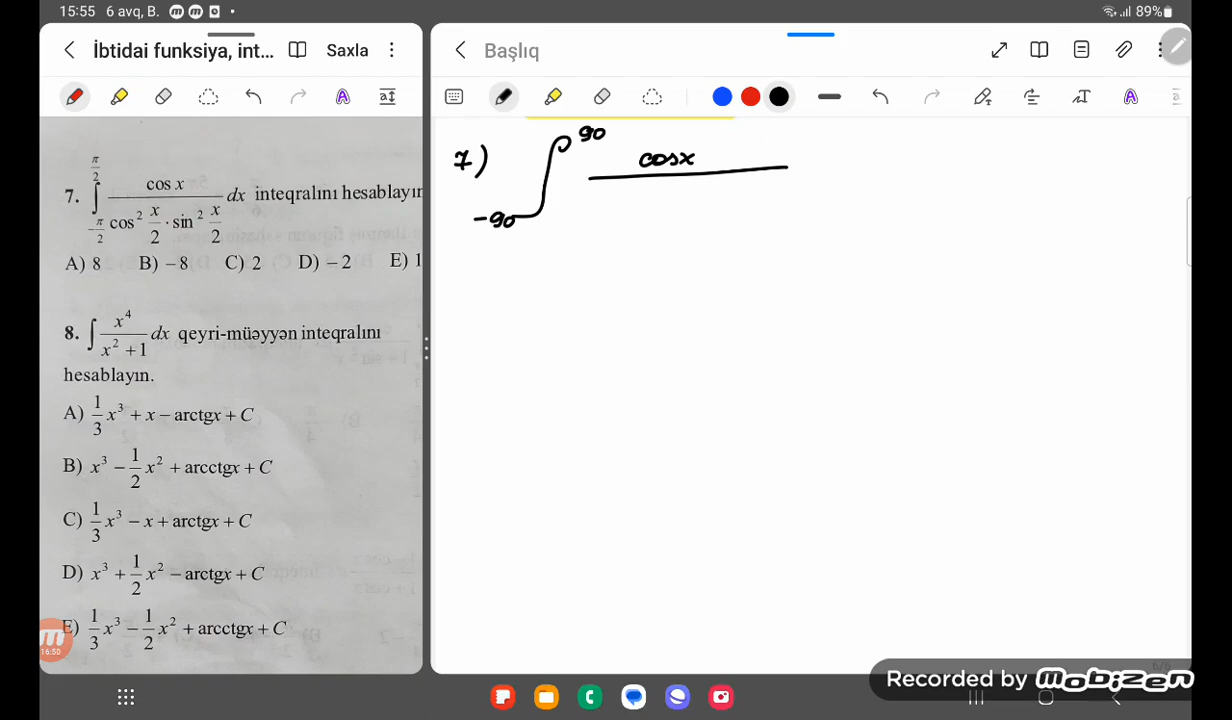 15:55 6 avq, B.
89%
İbtidai funksiya, int... Saxla
Başlıq
7. ∫_{-π/2}^{π/2} cos x / (cos² x/2 · sin² x/2) dx inteqralını hesablayın
A) 8 B) −8 C) 2 D) −2 E) 1
8. ∫ x⁴/(x² + 1) dx qeyri-müəyyən inteqralını
hesablayın.
A) 1/3 x³ + x − arctgx + C
B) x³ − 1/2 x² + arcctgx + C
C) 1/3 x³ − x + arctgx + C
D) x³ + 1/2 x² − arctgx + C
E) 1/3 x³ − 1/2 x² + arcctgx + C
16:50
7) ∫_{-90}^{90} cosx
Recorded by mobizen